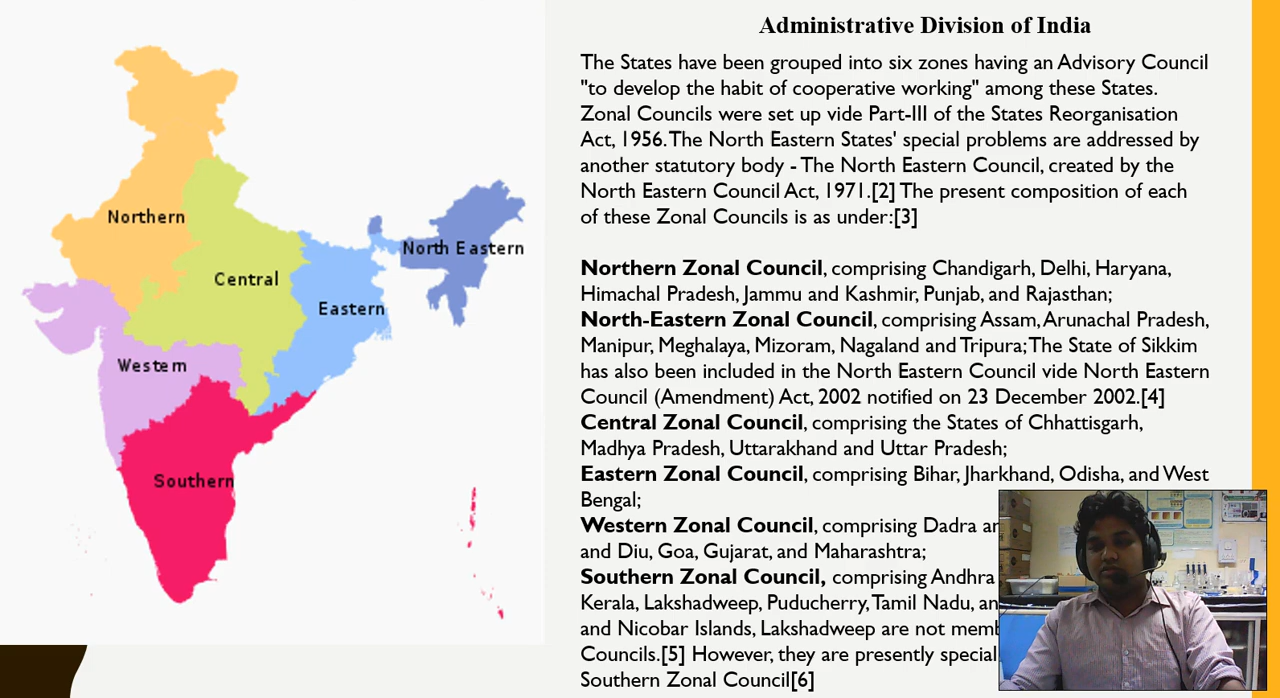 Administrative Division of India
The States have been grouped into six zones having an Advisory Council
"to develop the habit of cooperative working" among these States.
Zonal Councils were set up vide Part-III of the States Reorganisation
Act, 1956. The North Eastern States' special problems are addressed by
another statutory body - The North Eastern Council, created by the
North Eastern Council Act, 1971.[2] The present composition of each
of these Zonal Councils is as under:[3]
Northern Zonal Council, comprising Chandigarh, Delhi, Haryana,
Himachal Pradesh, Jammu and Kashmir, Punjab, and Rajasthan;
North-Eastern Zonal Council, comprising Assam, Arunachal Pradesh,
Manipur, Meghalaya, Mizoram, Nagaland and Tripura; The State of Sikkim
has also been included in the North Eastern Council vide North Eastern
Council (Amendment) Act, 2002 notified on 23 December 2002.[4]
Central Zonal Council, comprising the States of Chhattisgarh,
Madhya Pradesh, Uttarakhand and Uttar Pradesh;
Eastern Zonal Council, comprising Bihar, Jharkhand, Odisha, and West
Bengal;
Western Zonal Council, comprising Dadra
and Diu, Goa, Gujarat, and Maharashtra;
Southern Zonal Council, comprising Andhra
Kerala, Lakshadweep, Puducherry, Tamil Nadu,
and Nicobar Islands, Lakshadweep are not
Councils.[5] However, they are presently
Southern Zonal Council[6]
Northern
North Eastern
Central
Eastern
Western
Southern